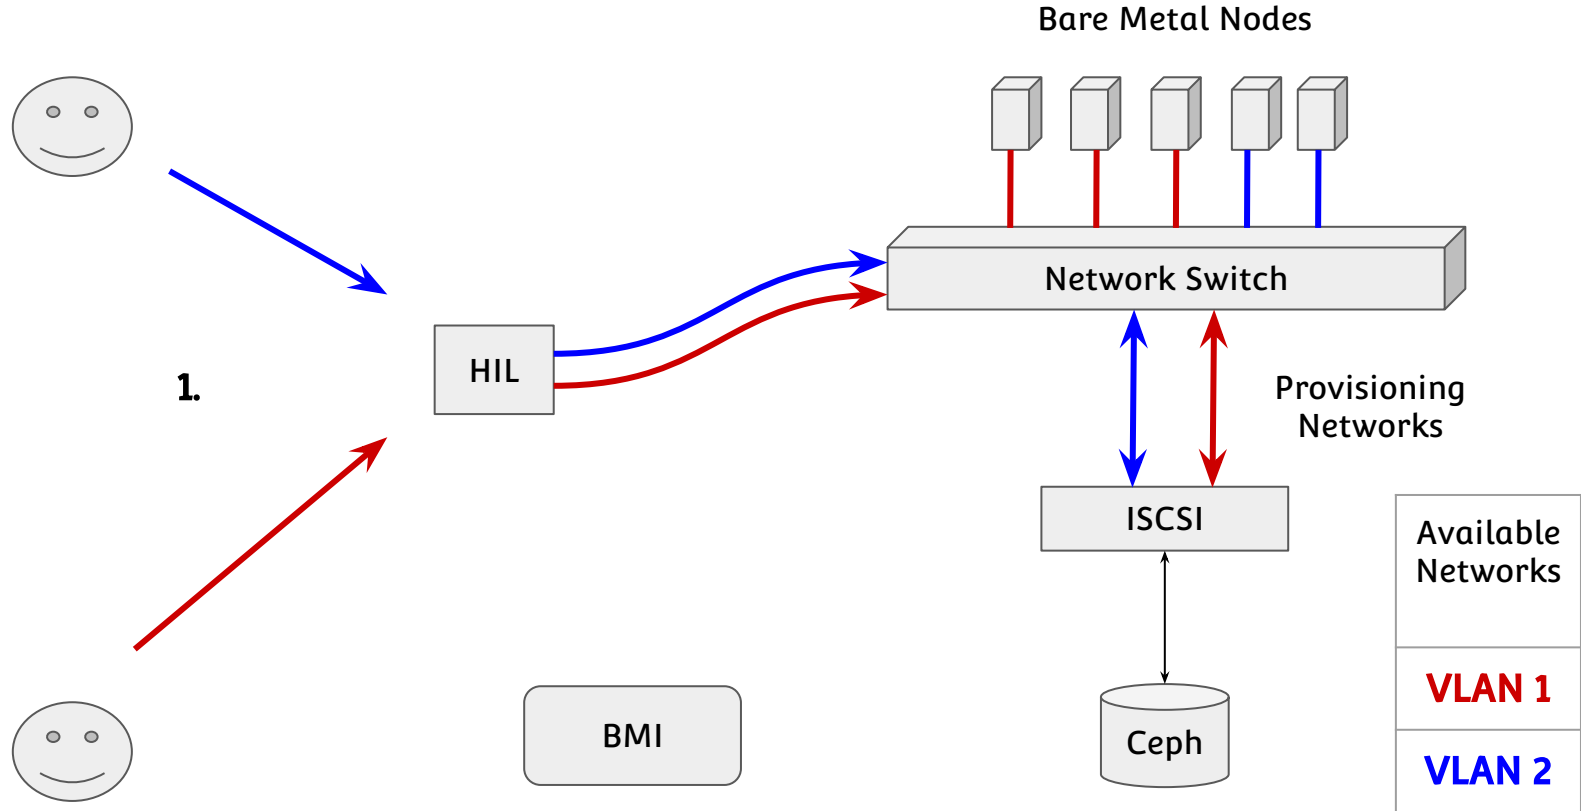 Bare Metal Nodes
Network Switch
HIL
1.
Provisioning
Networks
ISCSI
Available
Networks
VLAN 1
BMI
Ceph
VLAN 2